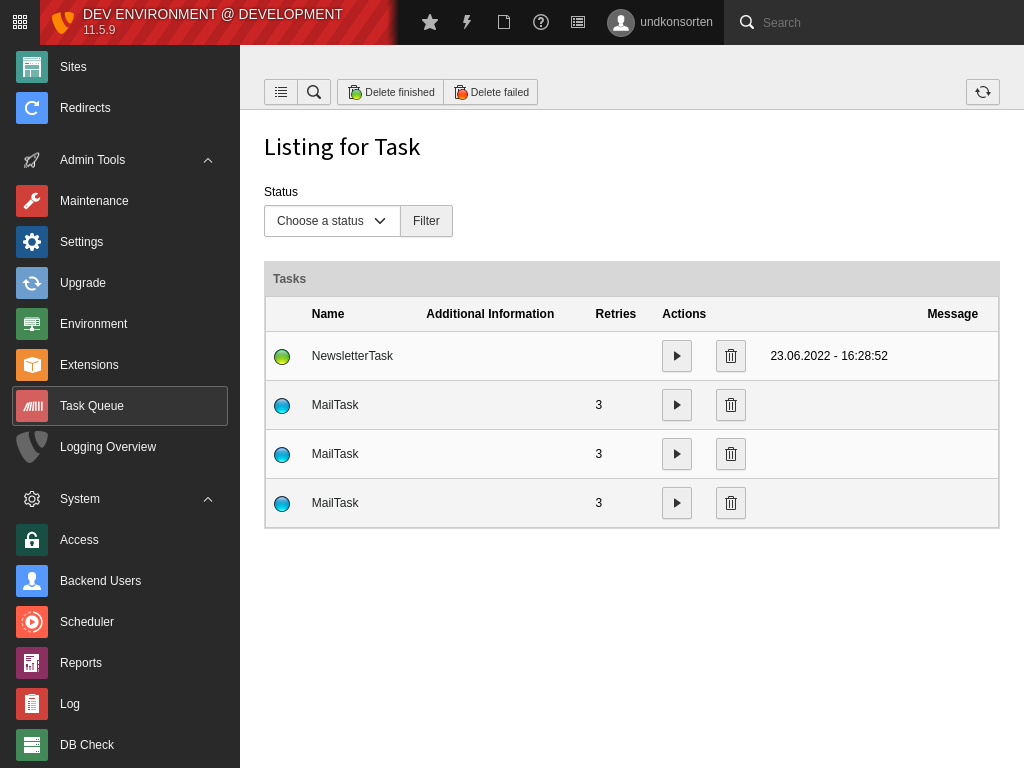 DEV ENVIRONMENT @ DEVELOPMENT
11.5.9
undkonsorten
Search
Sites
Redirects
Admin Tools
Maintenance
Settings
Upgrade
Environment
Extensions
Task Queue
Logging Overview
System
Access
Backend Users
Scheduler
Reports
Log
DB Check
Delete finished Delete failed
Listing for Task
Status
Choose a status Filter
Tasks
Name Additional Information Retries Actions Message
NewsletterTask 23.06.2022 - 16:28:52
MailTask 3
MailTask 3
MailTask 3